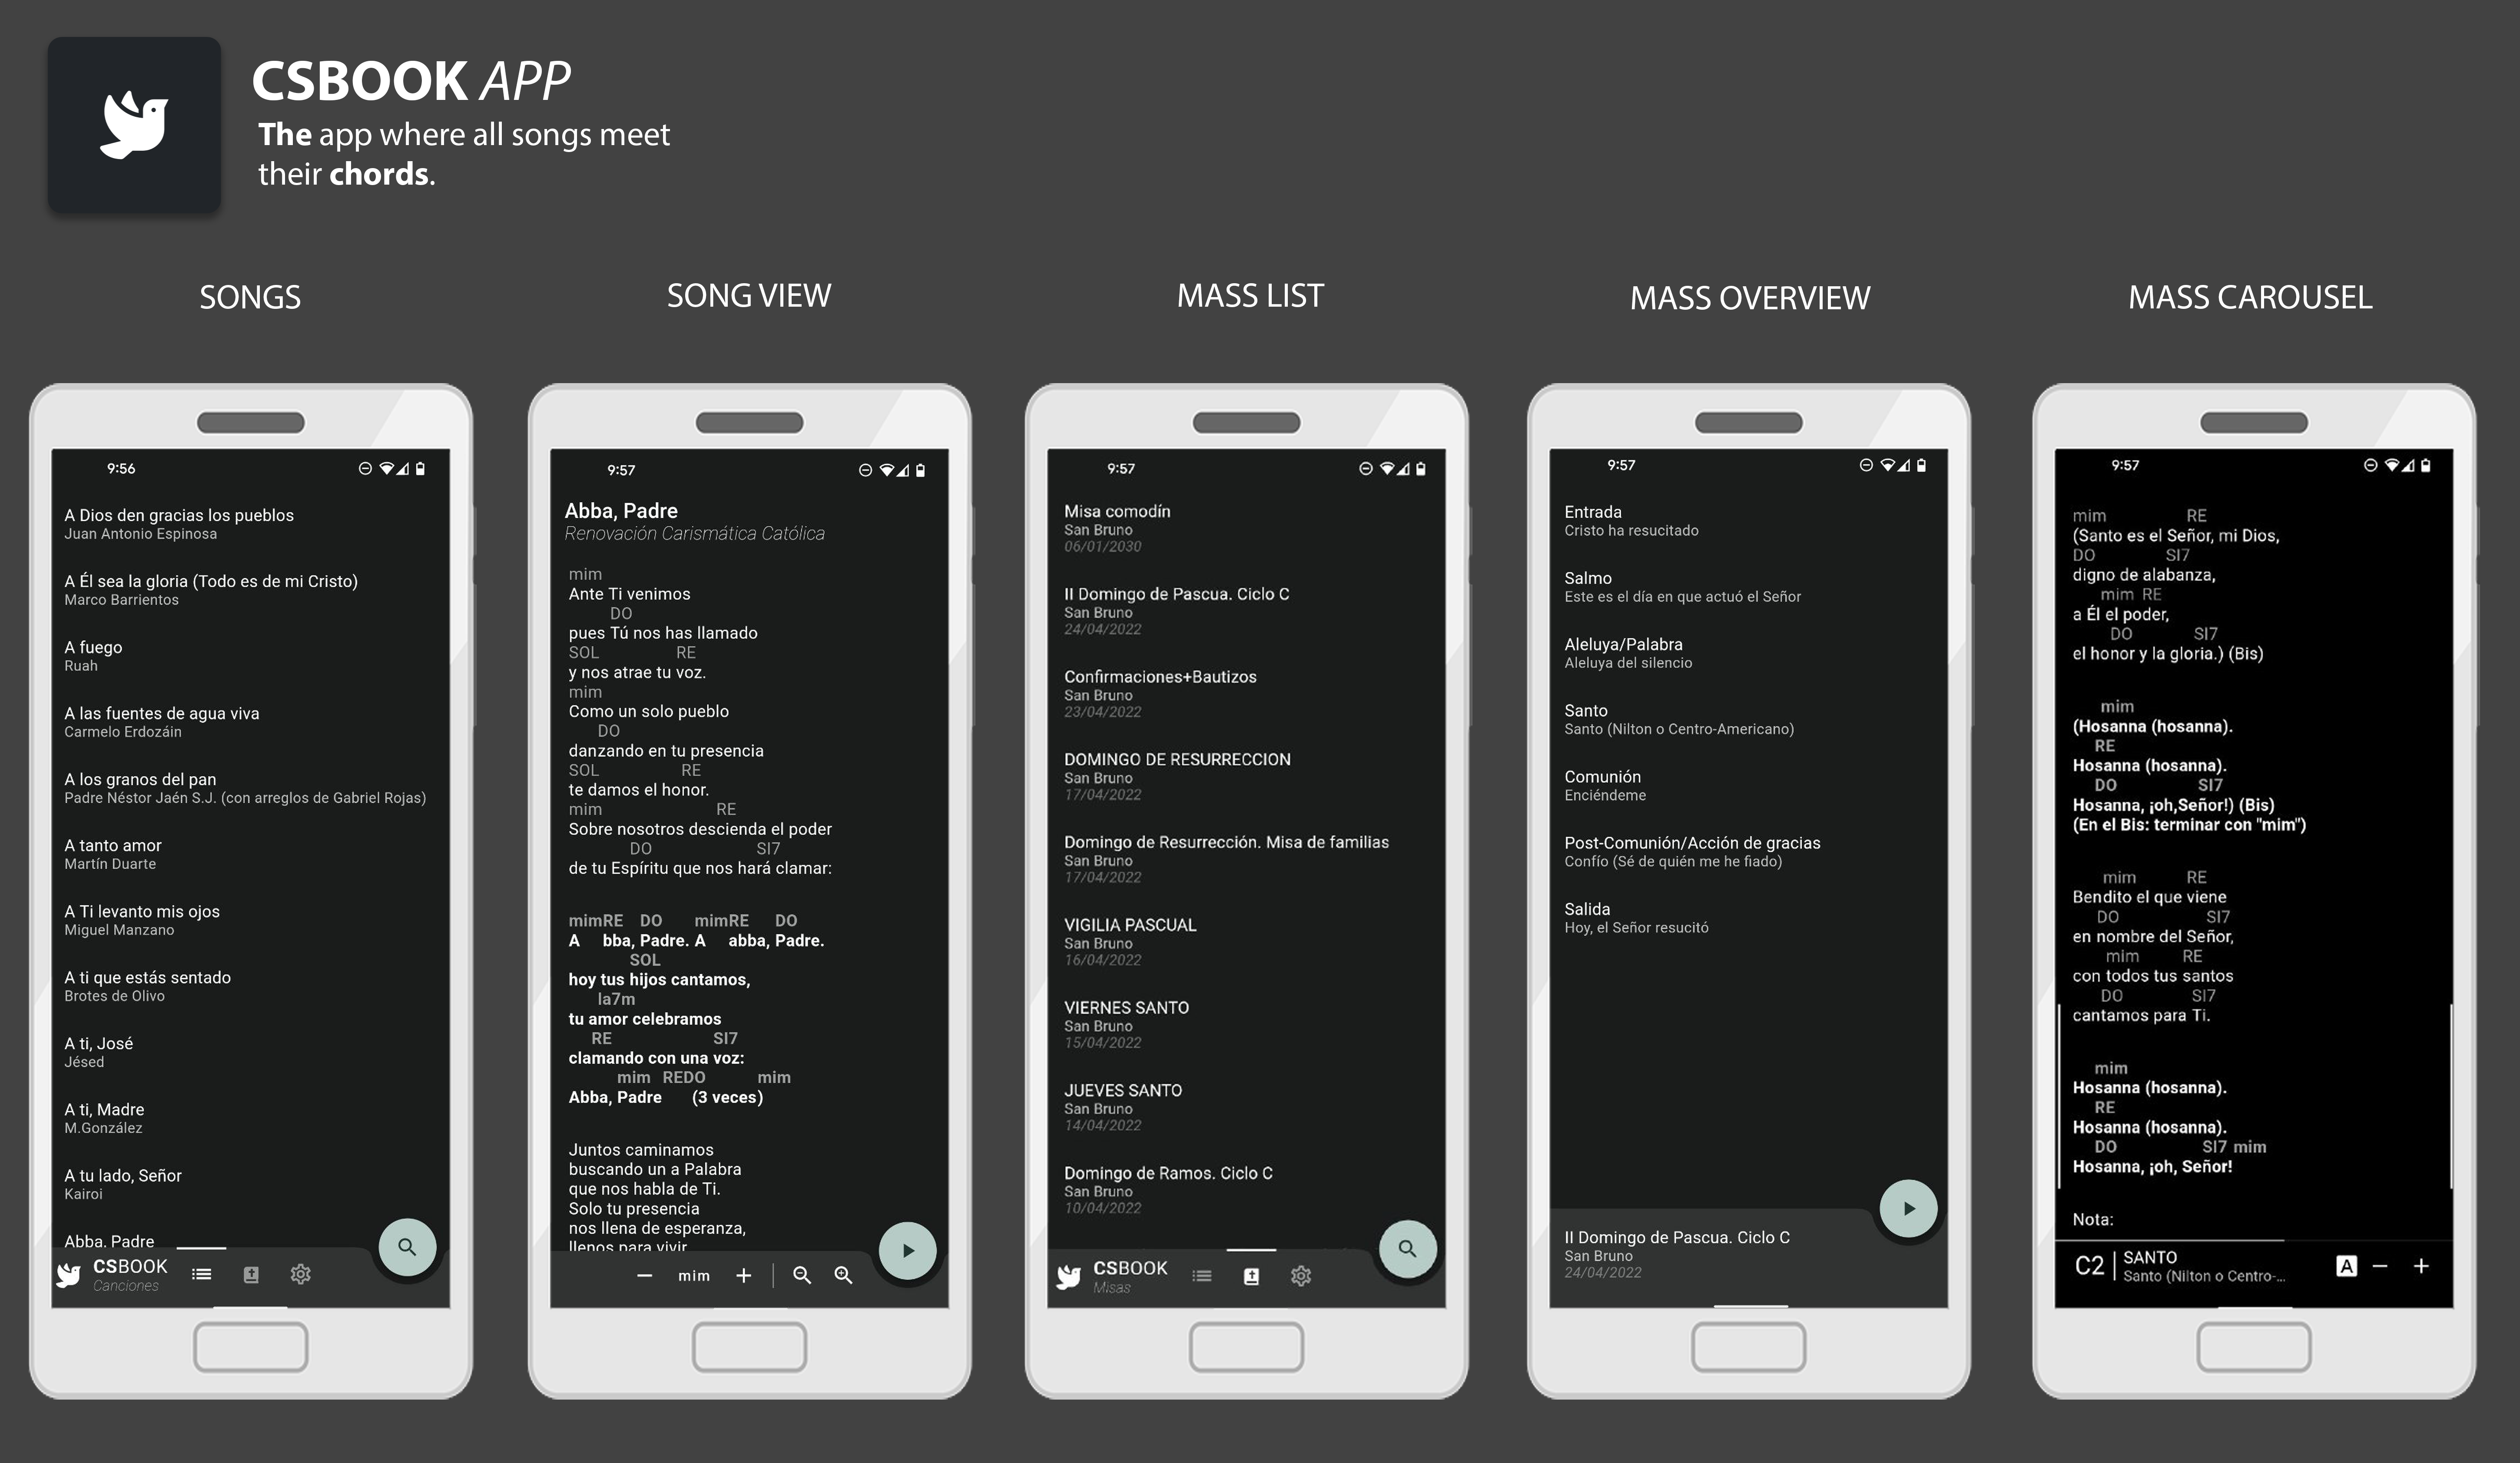 CSBOOK APP
The app where all songs meet
their chords.
SONGS
9:56
A Dios den gracias los pueblos
Juan Antonio Espinosa
A Él sea la gloria (Todo es de mi Cristo)
Marco Barrientos
A fuego
Ruah
A las fuentes de agua viva
Carmelo Erdozáin
A los granos del pan
Padre Néstor Jaén S.J. (con arreglos de Gabriel Rojas)
A tanto amor
Martín Duarte
A Ti levanto mis ojos
Miguel Manzano
A ti que estás sentado
Brotes de Olivo
A ti, José
Jésed
A ti, Madre
M.González
A tu lado, Señor
Kairoi
Abba, Padre
CSBOOK
Canciones
SONG VIEW
9:57
Abba, Padre
Renovación Carismática Católica
mim
Ante Ti venimos
DO
pues Tú nos has llamado
SOL RE
y nos atrae tu voz.
mim
Como un solo pueblo
DO
danzando en tu presencia
SOL RE
te damos el honor.
mim RE
Sobre nosotros descienda el poder
DO SI7
de tu Espíritu que nos hará clamar:
mimRE DO mimRE DO
A bba, Padre. A abba, Padre.
SOL
hoy tus hijos cantamos,
la7m
tu amor celebramos
RE SI7
clamando con una voz:
mim REDO mim
Abba, Padre (3 veces)
Juntos caminamos
buscando un a Palabra
que nos habla de Ti.
Solo tu presencia
nos llena de esperanza,
llenos para vivir
mim
MASS LIST
9:57
Misa comodín
San Bruno
06/01/2030
II Domingo de Pascua. Ciclo C
San Bruno
24/04/2022
Confirmaciones+Bautizos
San Bruno
23/04/2022
DOMINGO DE RESURRECCION
San Bruno
17/04/2022
Domingo de Resurrección. Misa de familias
San Bruno
17/04/2022
VIGILIA PASCUAL
San Bruno
16/04/2022
VIERNES SANTO
San Bruno
15/04/2022
JUEVES SANTO
San Bruno
14/04/2022
Domingo de Ramos. Ciclo C
San Bruno
10/04/2022
CSBOOK
Misas
MASS OVERVIEW
9:57
Entrada
Cristo ha resucitado
Salmo
Este es el día en que actuó el Señor
Aleluya/Palabra
Aleluya del silencio
Santo
Santo (Nilton o Centro-Americano)
Comunión
Enciéndeme
Post-Comunión/Acción de gracias
Confío (Sé de quién me he fiado)
Salida
Hoy, el Señor resucitó
II Domingo de Pascua. Ciclo C
San Bruno
24/04/2022
MASS CAROUSEL
9:57
mim RE
(Santo es el Señor, mi Dios,
DO SI7
digno de alabanza,
mim RE
a Él el poder,
DO SI7
el honor y la gloria.) (Bis)
mim
(Hosanna (hosanna).
RE
Hosanna (hosanna).
DO SI7
Hosanna, ¡oh,Señor!) (Bis)
(En el Bis: terminar con "mim")
mim RE
Bendito el que viene
DO SI7
en nombre del Señor,
mim RE
con todos tus santos
DO SI7
cantamos para Ti.
mim
Hosanna (hosanna).
RE
Hosanna (hosanna).
DO SI7 mim
Hosanna, ¡oh, Señor!
Nota:
C2 | SANTO
Santo (Nilton o Centro-...
A